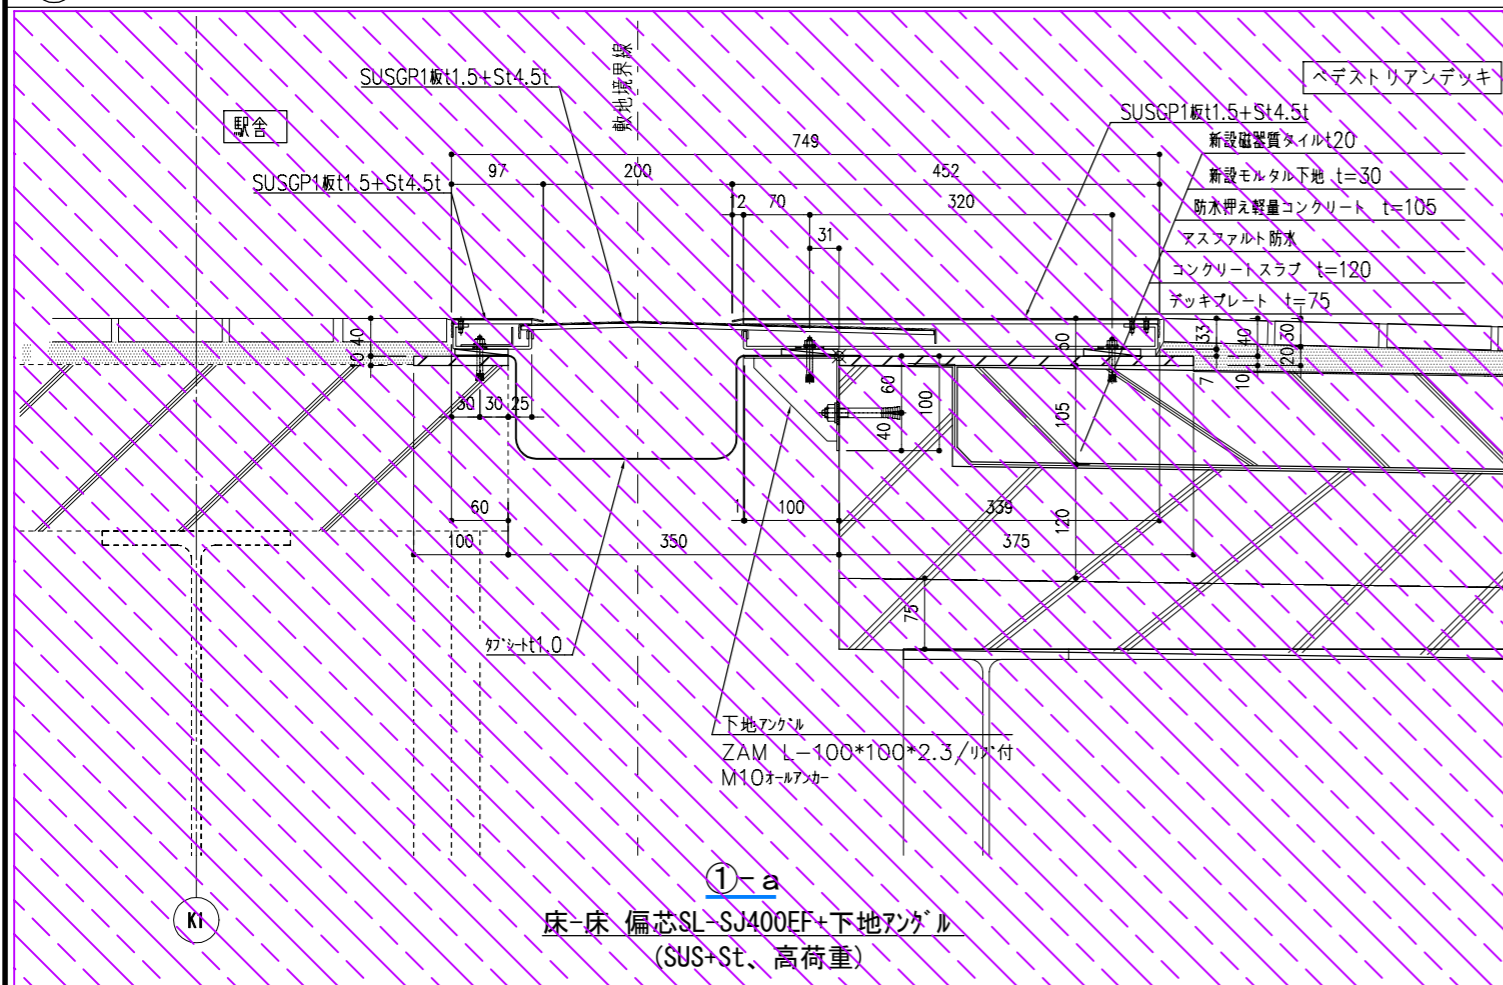 SUSGP1板t1.5+St4.5t
敷地境界線
ペデストリアンデッキ
駅舎
SUSGP1板t1.5+St4.5t
新設磁器質タイルt20
749
SUSGP1板t1.5+St4.5t
97
200
452
新設モルタル下地 t=30
12
70
320
防水押え軽量コンクリート t=105
31
アスファルト防水
コンクリートスラブ t=120
デッキプレート t=75
40
33
40
30
20
7
10
60
100
40
105
30
30
25
60
1
100
339
120
100
350
375
75
タブシートt1.0
下地アングル
ZAM L-100*100*2.3/リブ付
M10オールアンカー
①-a
K1
床-床 偏芯SL-SJ400EF+下地アングル
(SUS+St、高荷重)